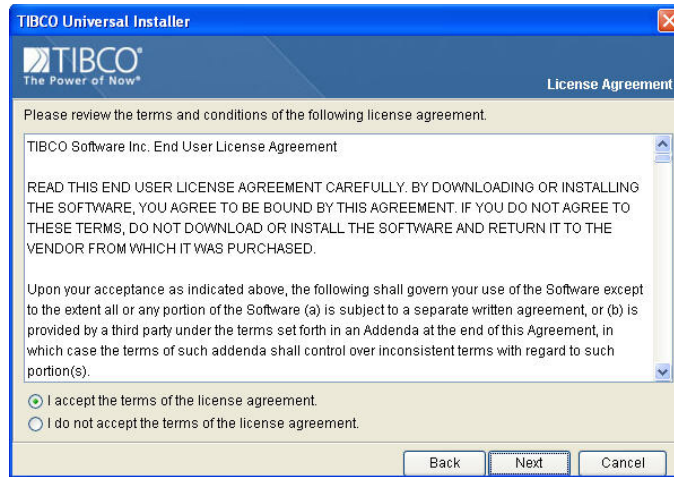 TIBCO Universal Installer
TIBCO®
The Power of Now®
License Agreement
Please review the terms and conditions of the following license agreement.
TIBCO Software Inc. End User License Agreement
READ THIS END USER LICENSE AGREEMENT CAREFULLY. BY DOWNLOADING OR INSTALLING
THE SOFTWARE, YOU AGREE TO BE BOUND BY THIS AGREEMENT. IF YOU DO NOT AGREE TO
THESE TERMS, DO NOT DOWNLOAD OR INSTALL THE SOFTWARE AND RETURN IT TO THE
VENDOR FROM WHICH IT WAS PURCHASED.
Upon your acceptance as indicated above, the following shall govern your use of the Software except
to the extent all or any portion of the Software (a) is subject to a separate written agreement, or (b) is
provided by a third party under the terms set forth in an Addenda at the end of this Agreement, in
which case the terms of such addenda shall control over inconsistent terms with regard to such
portion(s).
I accept the terms of the license agreement.
I do not accept the terms of the license agreement.
Back Next Cancel